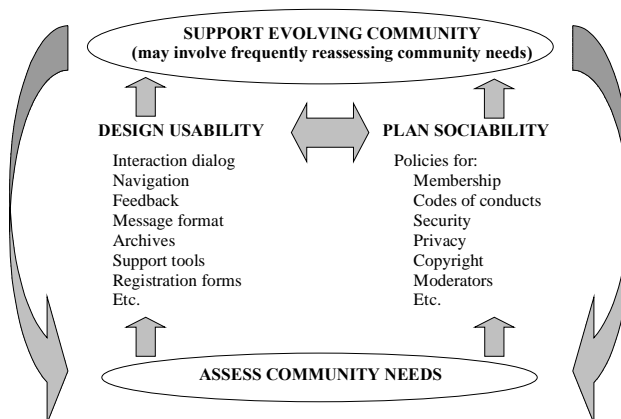 SUPPORT EVOLVING COMMUNITY
(may involve frequently reassessing community needs)
DESIGN USABILITY
Interaction dialog
Navigation
Feedback
Message format
Archives
Support tools
Registration forms
Etc.
PLAN SOCIABILITY
Policies for:
Membership
Codes of conducts
Security
Privacy
Copyright
Moderators
Etc.
ASSESS COMMUNITY NEEDS